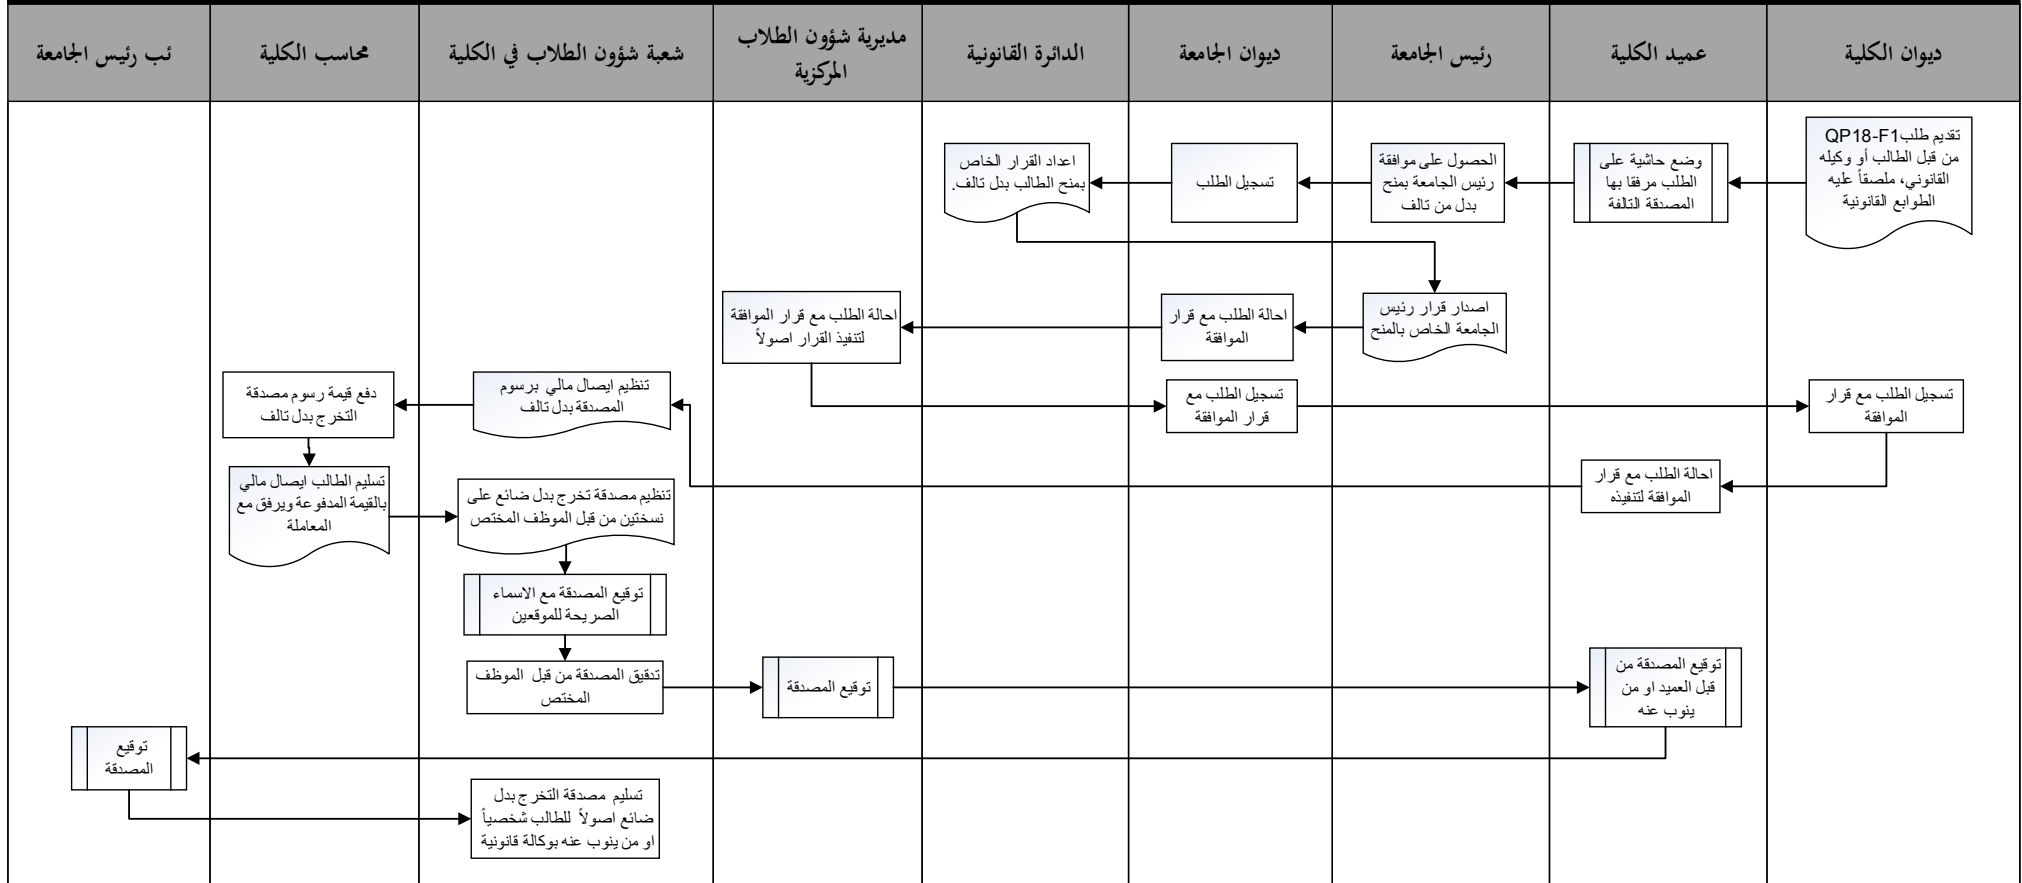 ديوان الكلية
عميد الكلية
رئيس الجامعة
ديوان الجامعة
الدائرة القانونية
مديرية شؤون الطلاب
المركزية
شعبة شؤون الطلاب في الكلية
محاسب الكلية
ئب رئيس الجامعة
تقديم طلب QP18-F1
من قبل الطالب أو وكيله
القانوني، ملصقاً عليه
الطوابع القانونية
وضع حاشية على
الطلب مرفقا بها
المصدقة التالفة
الحصول على موافقة
رئيس الجامعة بمنح
بدل من تالف
تسجيل الطلب
اعداد القرار الخاص
بمنح الطالب بدل تالف.
اصدار قرار رئيس
الجامعة الخاص بالمنح
احالة الطلب مع قرار
الموافقة
احالة الطلب مع قرار الموافقة
لتنفيذ القرار اصولاً
تسجيل الطلب مع
قرار الموافقة
تسجيل الطلب مع قرار
الموافقة
احالة الطلب مع قرار
الموافقة لتنفيذه
تنظيم ايصال مالي برسوم
المصدقة بدل تالف
دفع قيمة رسوم مصدقة
التخرج بدل تالف
تسليم الطالب ايصال مالي
بالقيمة المدفوعة ويرفق مع
المعاملة
تنظيم مصدقة تخرج بدل ضائع على
نسختين من قبل الموظف المختص
توقيع المصدقة مع الاسماء
الصريحة للموقعين
تدقيق المصدقة من قبل الموظف
المختص
توقيع المصدقة
توقيع المصدقة من
قبل العميد او من
ينوب عنه
توقيع
المصدقة
تسليم مصدقة التخرج بدل
ضائع اصولاً للطالب شخصياً
او من ينوب عنه بوكالة قانونية